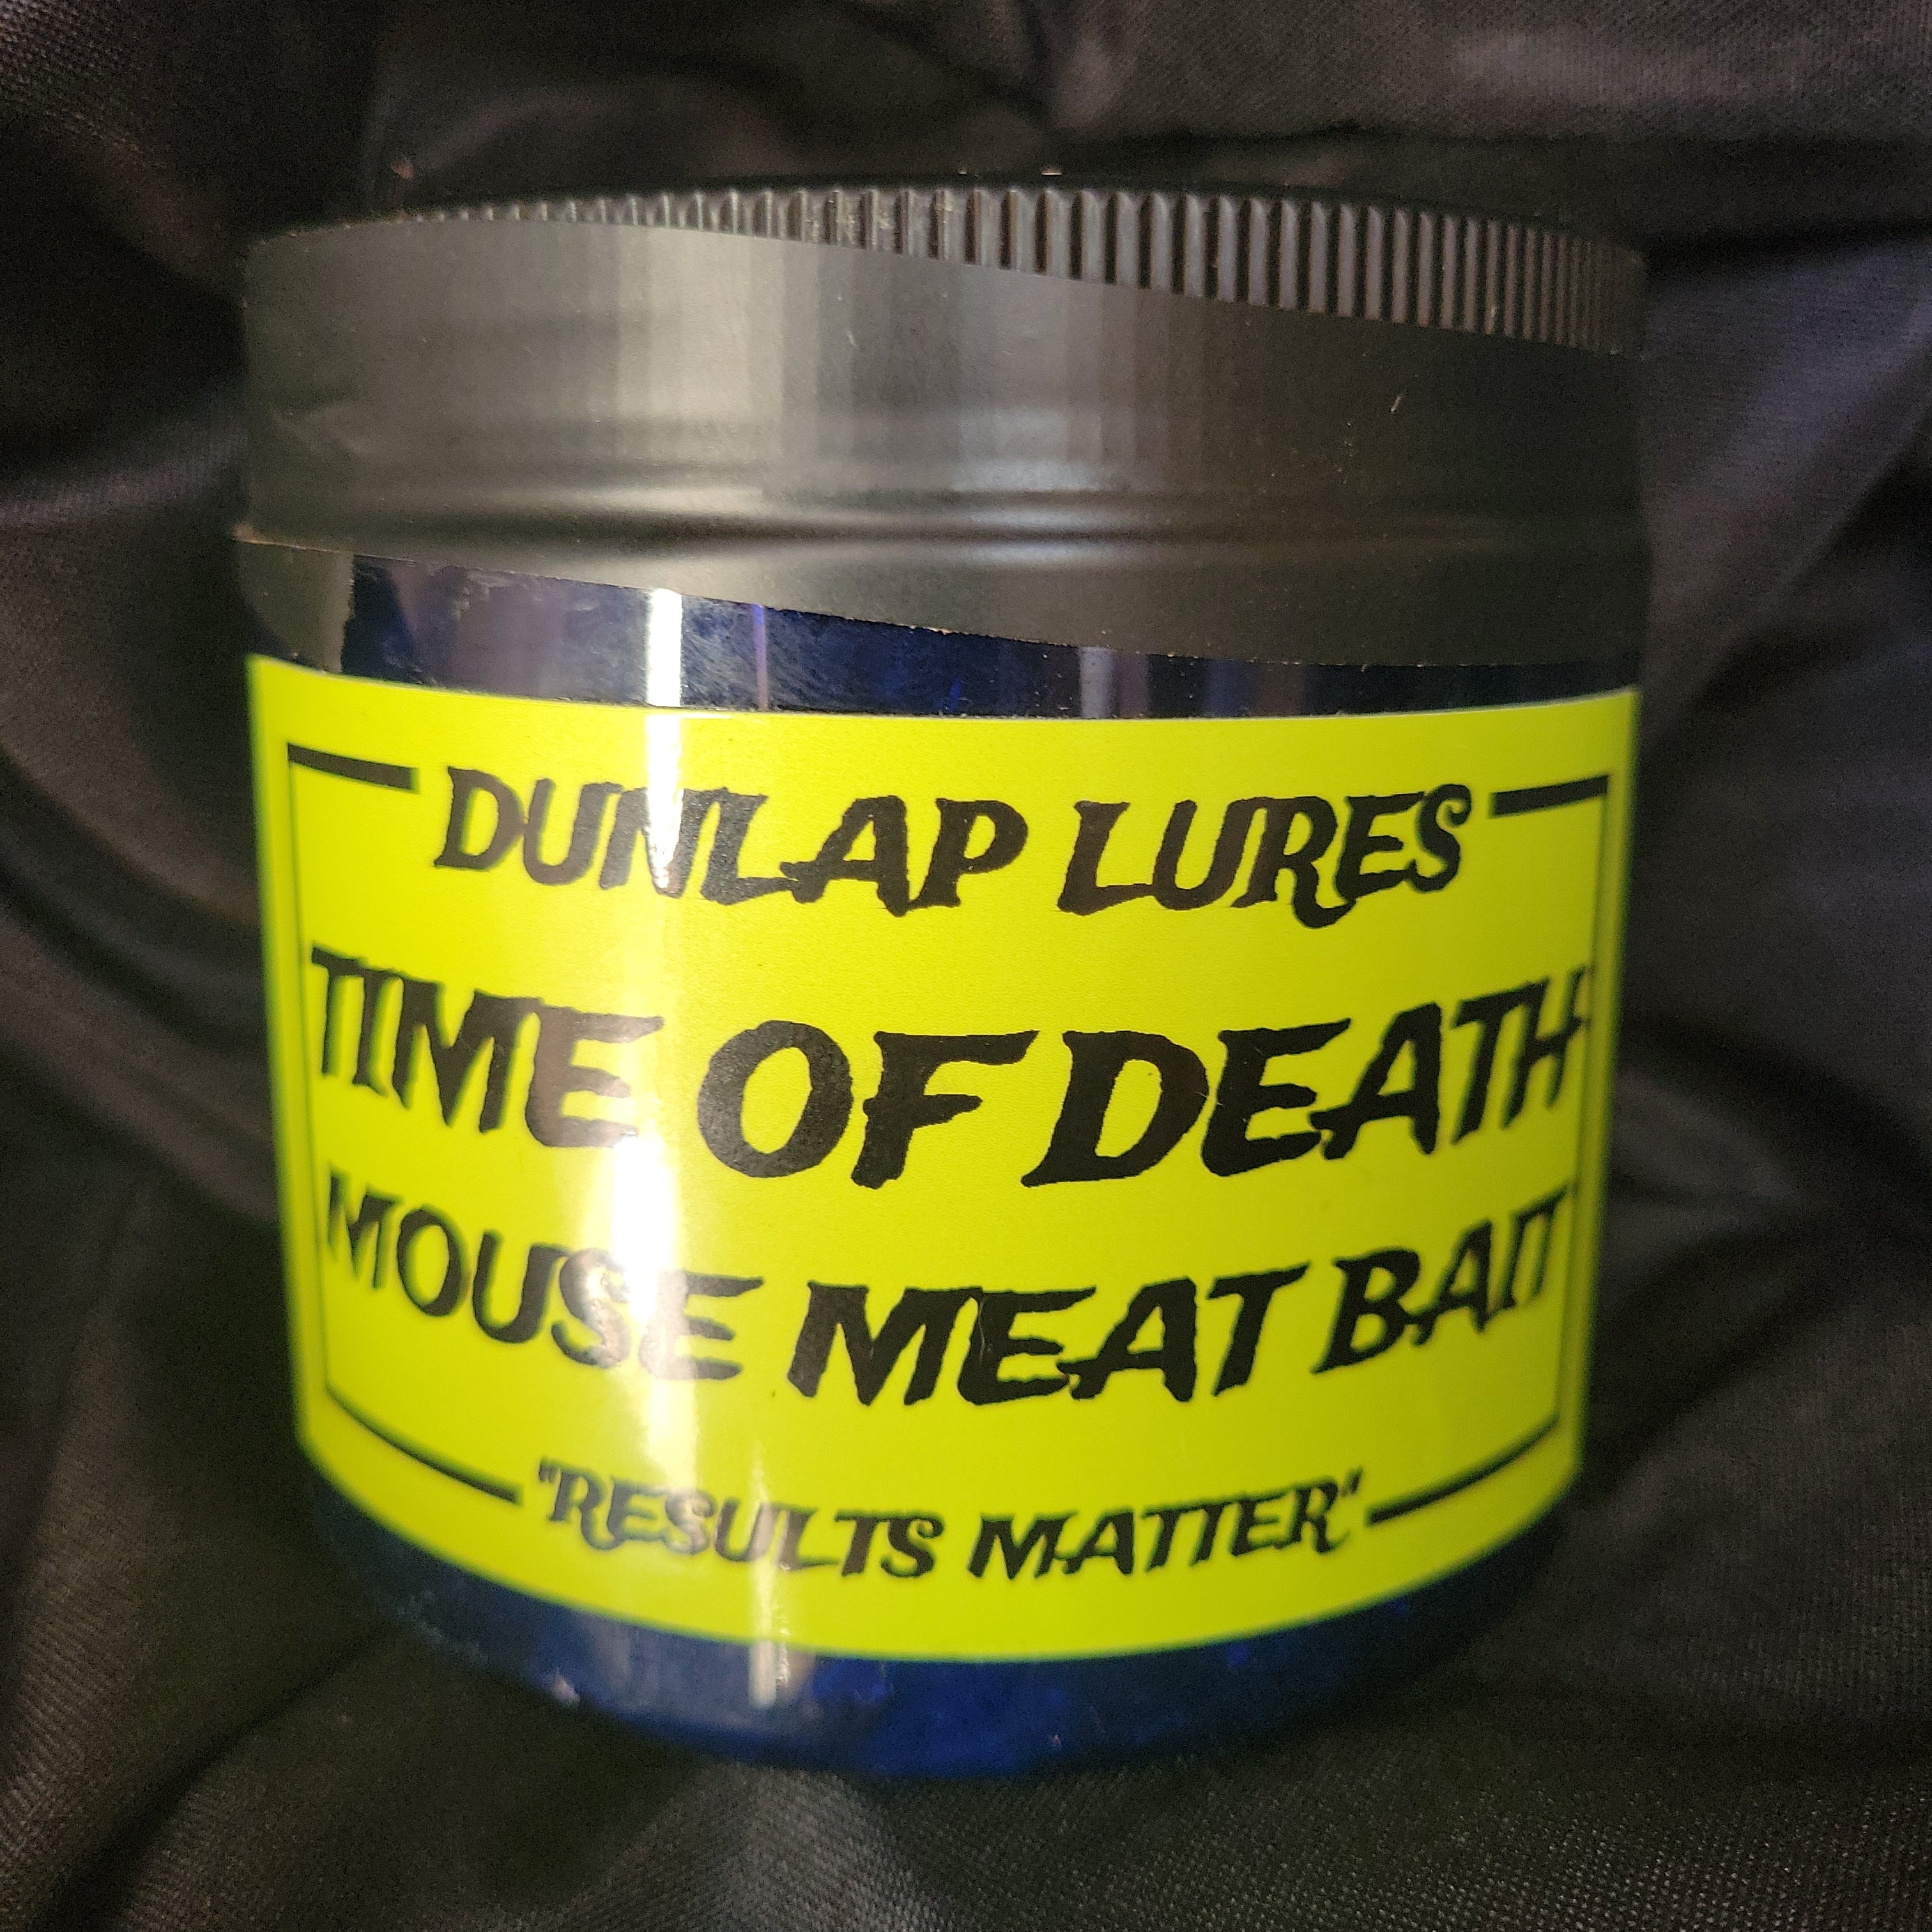 DUNLAP LURES
TIME OF DEATH
MOUSE MEAT BAIT
"RESULTS MATTER"